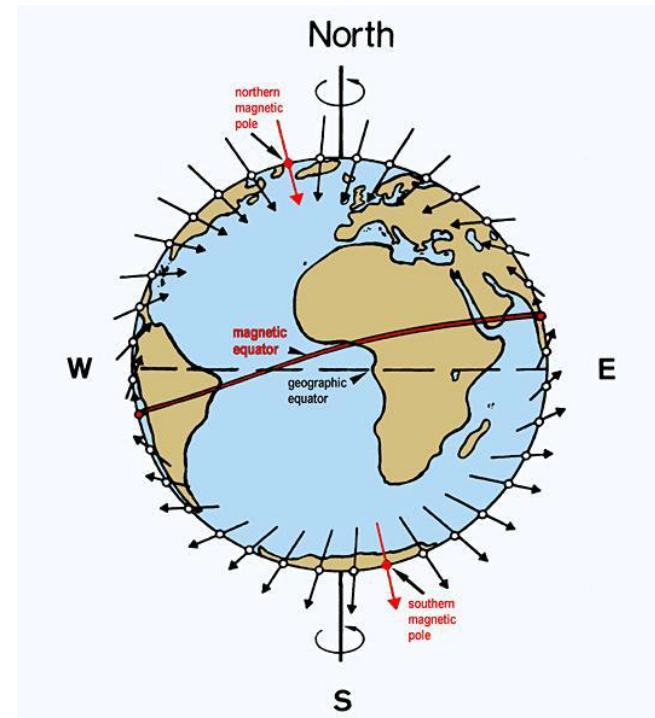 North
northern
magnetic
pole
magnetic
equator
W
E
geographic
equator
southern
magnetic
pole
S